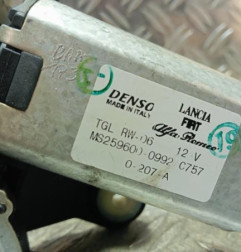 DENSO
MADE IN ITALY
LANCIA
FIAT
Alfa Romeo
TGL RW-06 12 V
MS259600-0992 C757
0-207-A